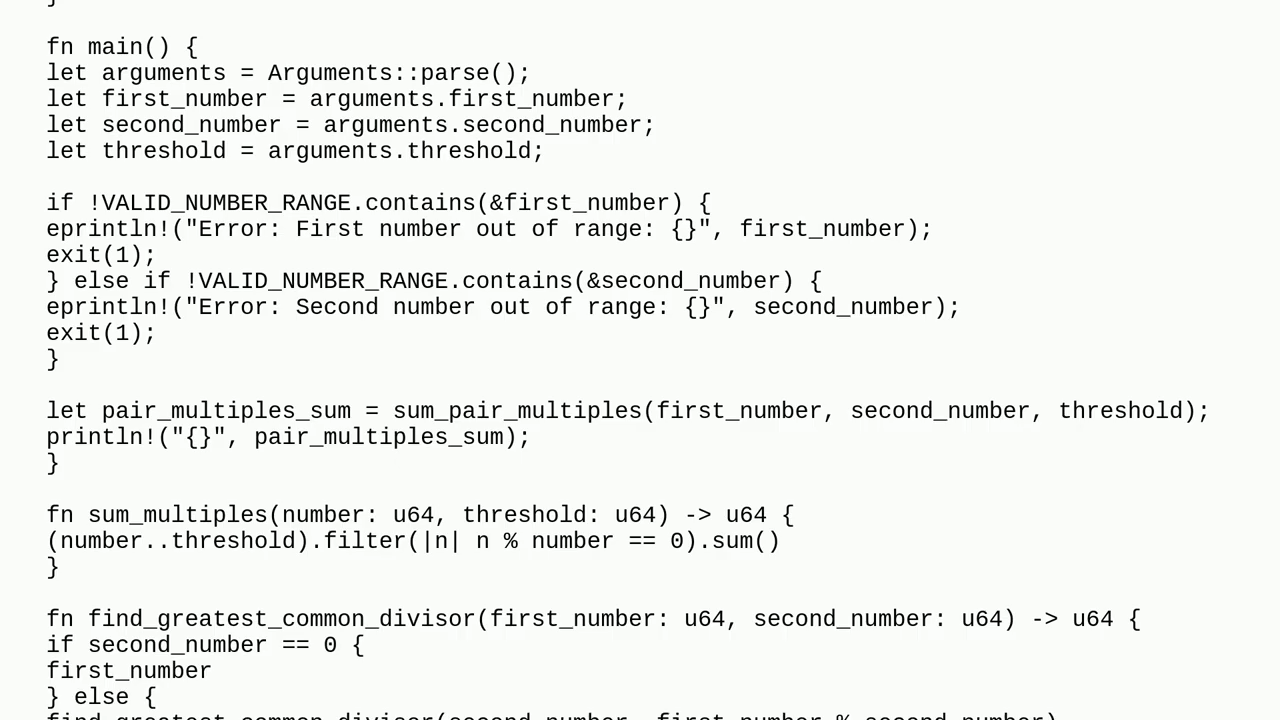 }
fn main() {
let arguments = Arguments::parse();
let first_number = arguments.first_number;
let second_number = arguments.second_number;
let threshold = arguments.threshold;
if !VALID_NUMBER_RANGE.contains(&first_number) {
eprintln!("Error: First number out of range: {}", first_number);
exit(1);
} else if !VALID_NUMBER_RANGE.contains(&second_number) {
eprintln!("Error: Second number out of range: {}", second_number);
exit(1);
}
let pair_multiples_sum = sum_pair_multiples(first_number, second_number, threshold);
println!("{}", pair_multiples_sum);
}
fn sum_multiples(number: u64, threshold: u64) -> u64 {
(number..threshold).filter(|n| n % number == 0).sum()
}
fn find_greatest_common_divisor(first_number: u64, second_number: u64) -> u64 {
if second_number == 0 {
first_number
} else {
find_greatest_common_divisor(second_number, first_number % second_number)